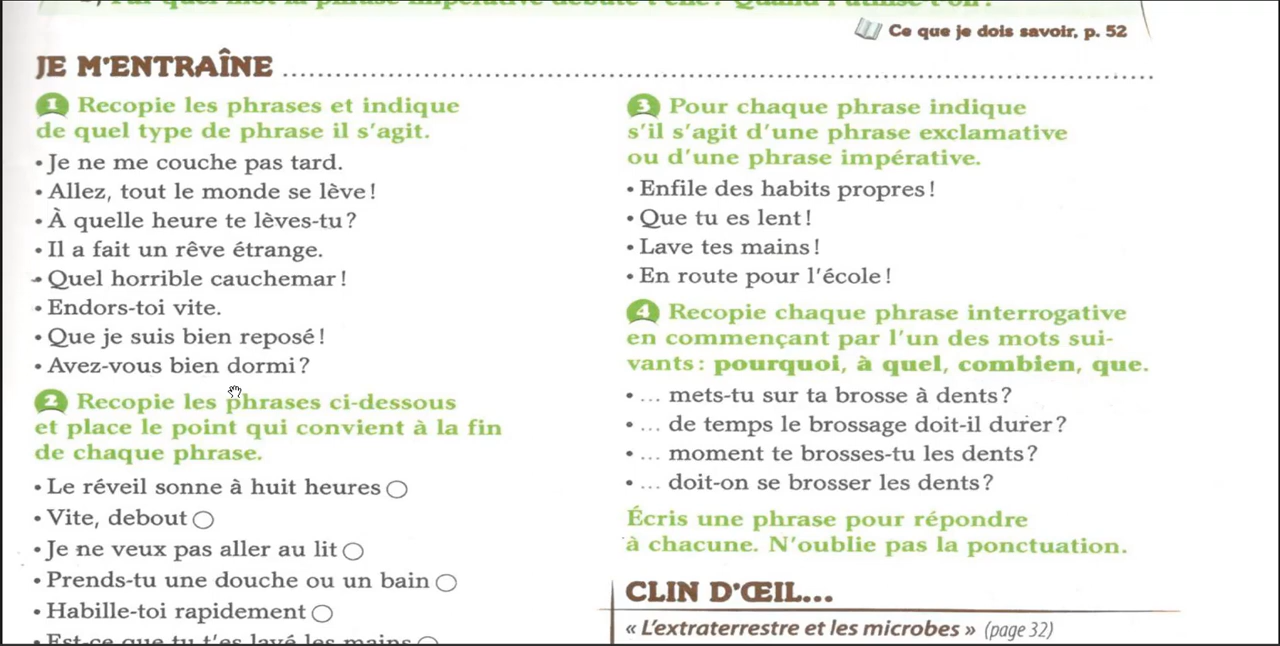 Ce que je dois savoir, p. 52
JE M'ENTRAÎNE
1 Recopie les phrases et indique
de quel type de phrase il s'agit.
• Je ne me couche pas tard.
• Allez, tout le monde se lève !
• À quelle heure te lèves-tu ?
• Il a fait un rêve étrange.
• Quel horrible cauchemar !
• Endors-toi vite.
• Que je suis bien reposé !
• Avez-vous bien dormi ?
2 Recopie les phrases ci-dessous
et place le point qui convient à la fin
de chaque phrase.
• Le réveil sonne à huit heures ○
• Vite, debout ○
• Je ne veux pas aller au lit ○
• Prends-tu une douche ou un bain ○
• Habille-toi rapidement ○
• Est-ce que tu t'es lavé les mains ○
3 Pour chaque phrase indique
s'il s'agit d'une phrase exclamative
ou d'une phrase impérative.
• Enfile des habits propres !
• Que tu es lent !
• Lave tes mains !
• En route pour l'école !
4 Recopie chaque phrase interrogative
en commençant par l'un des mots sui-
vants : pourquoi, à quel, combien, que.
• ... mets-tu sur ta brosse à dents ?
• ... de temps le brossage doit-il durer ?
• ... moment te brosses-tu les dents ?
• ... doit-on se brosser les dents ?
Écris une phrase pour répondre
à chacune. N'oublie pas la ponctuation.
CLIN D'ŒIL...
« L'extraterrestre et les microbes » (page 32)